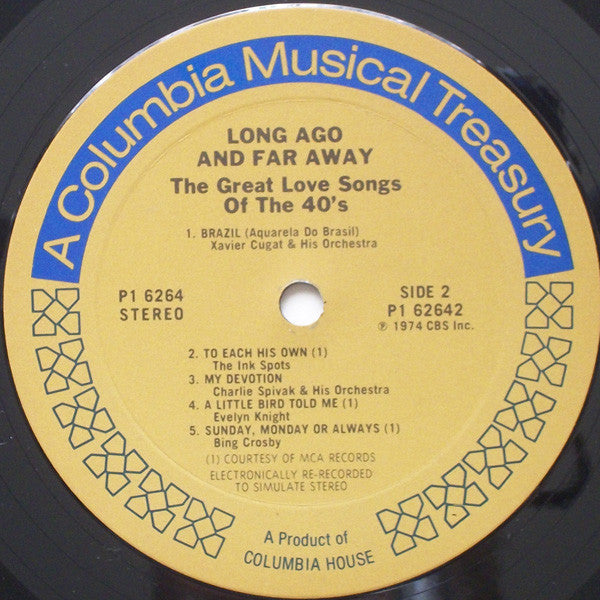 A Columbia Musical Treasury
LONG AGO
AND FAR AWAY
The Great Love Songs
Of The 40's
1. BRAZIL (Aquarela Do Brasil)
Xavier Cugat & His Orchestra
P1 6264
STEREO
SIDE 2
P1 62642
℗ 1974 CBS Inc.
2. TO EACH HIS OWN (1)
The Ink Spots
3. MY DEVOTION
Charlie Spivak & His Orchestra
4. A LITTLE BIRD TOLD ME (1)
Evelyn Knight
5. SUNDAY, MONDAY OR ALWAYS (1)
Bing Crosby
(1) COURTESY OF MCA RECORDS
ELECTRONICALLY RE-RECORDED
TO SIMULATE STEREO
A Product of
COLUMBIA HOUSE